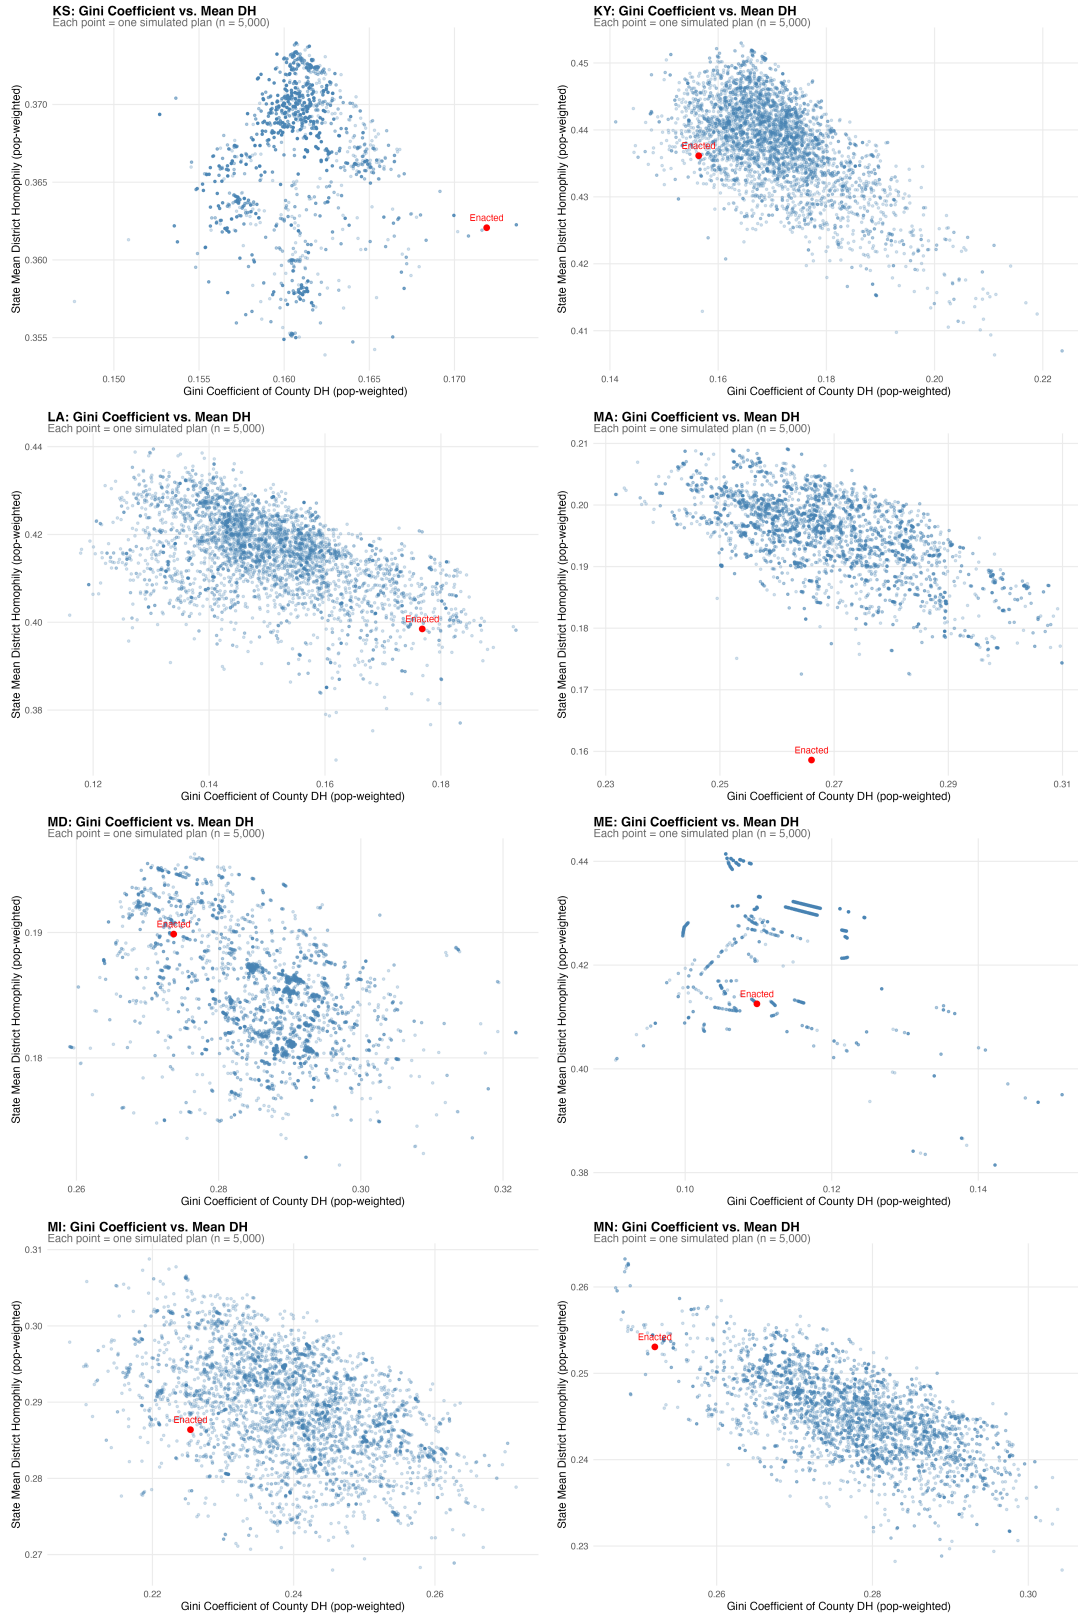 KS: Gini Coefficient vs. Mean DH
Each point = one simulated plan (n = 5,000)
State Mean District Homophily (pop-weighted)
0.370
0.365
0.360
0.355
Enacted
0.150
0.155
0.160
0.165
0.170
Gini Coefficient of County DH (pop-weighted)
KY: Gini Coefficient vs. Mean DH
Each point = one simulated plan (n = 5,000)
State Mean District Homophily (pop-weighted)
0.45
0.44
0.43
0.42
0.41
Enacted
0.14
0.16
0.18
0.20
0.22
Gini Coefficient of County DH (pop-weighted)
LA: Gini Coefficient vs. Mean DH
Each point = one simulated plan (n = 5,000)
State Mean District Homophily (pop-weighted)
0.44
0.42
0.40
0.38
Enacted
0.12
0.14
0.16
0.18
Gini Coefficient of County DH (pop-weighted)
MA: Gini Coefficient vs. Mean DH
Each point = one simulated plan (n = 5,000)
State Mean District Homophily (pop-weighted)
0.21
0.20
0.19
0.18
0.17
0.16
Enacted
0.23
0.25
0.27
0.29
0.31
Gini Coefficient of County DH (pop-weighted)
MD: Gini Coefficient vs. Mean DH
Each point = one simulated plan (n = 5,000)
State Mean District Homophily (pop-weighted)
0.19
0.18
Enacted
0.26
0.28
0.30
0.32
Gini Coefficient of County DH (pop-weighted)
ME: Gini Coefficient vs. Mean DH
Each point = one simulated plan (n = 5,000)
State Mean District Homophily (pop-weighted)
0.44
0.42
0.40
0.38
Enacted
0.10
0.12
0.14
Gini Coefficient of County DH (pop-weighted)
MI: Gini Coefficient vs. Mean DH
Each point = one simulated plan (n = 5,000)
State Mean District Homophily (pop-weighted)
0.31
0.30
0.29
0.28
0.27
Enacted
0.22
0.24
0.26
Gini Coefficient of County DH (pop-weighted)
MN: Gini Coefficient vs. Mean DH
Each point = one simulated plan (n = 5,000)
State Mean District Homophily (pop-weighted)
0.26
0.25
0.24
0.23
Enacted
0.26
0.28
0.30
Gini Coefficient of County DH (pop-weighted)